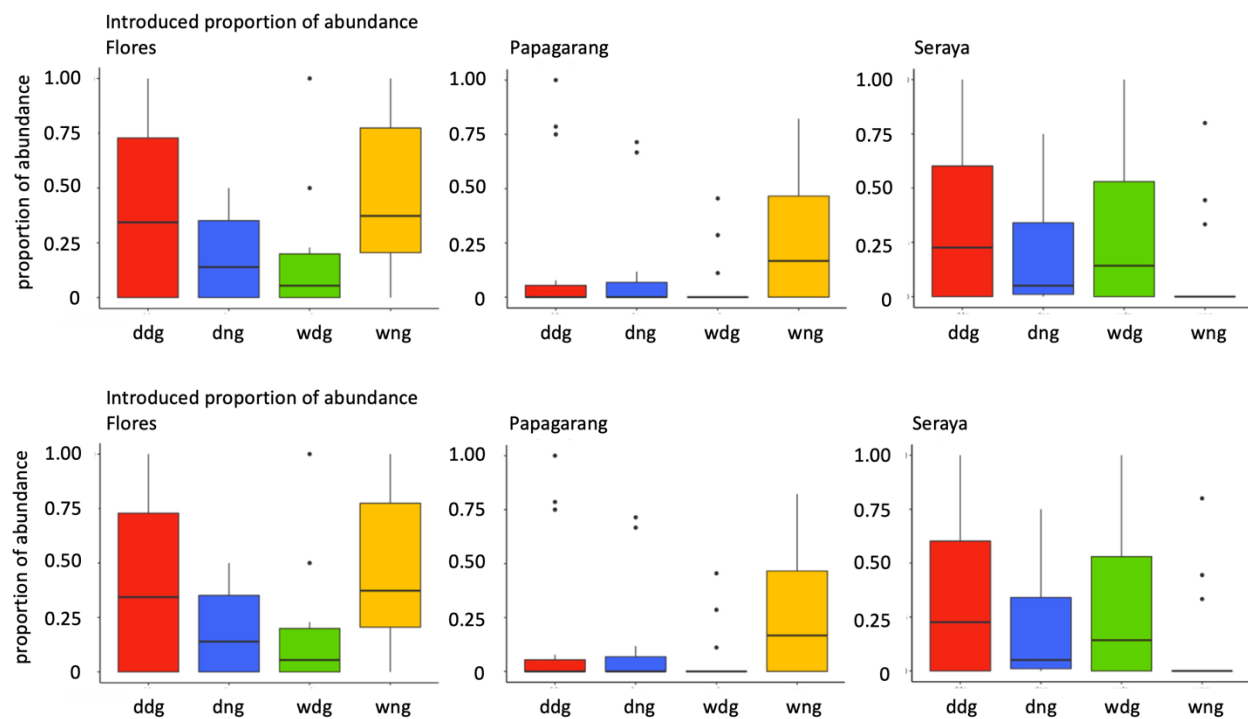 Introduced proportion of abundance
Flores
Papagarang
Seraya
proportion of abundance
1.00
0.75
0.50
0.25
0
1.00
0.75
0.50
0.25
0
1.00
0.75
0.50
0.25
0
ddg dng wdg wng
ddg dng wdg wng
ddg dng wdg wng
Introduced proportion of abundance
Flores
Papagarang
Seraya
proportion of abundance
1.00
0.75
0.50
0.25
0
1.00
0.75
0.50
0.25
0
1.00
0.75
0.50
0.25
0
ddg dng wdg wng
ddg dng wdg wng
ddg dng wdg wng